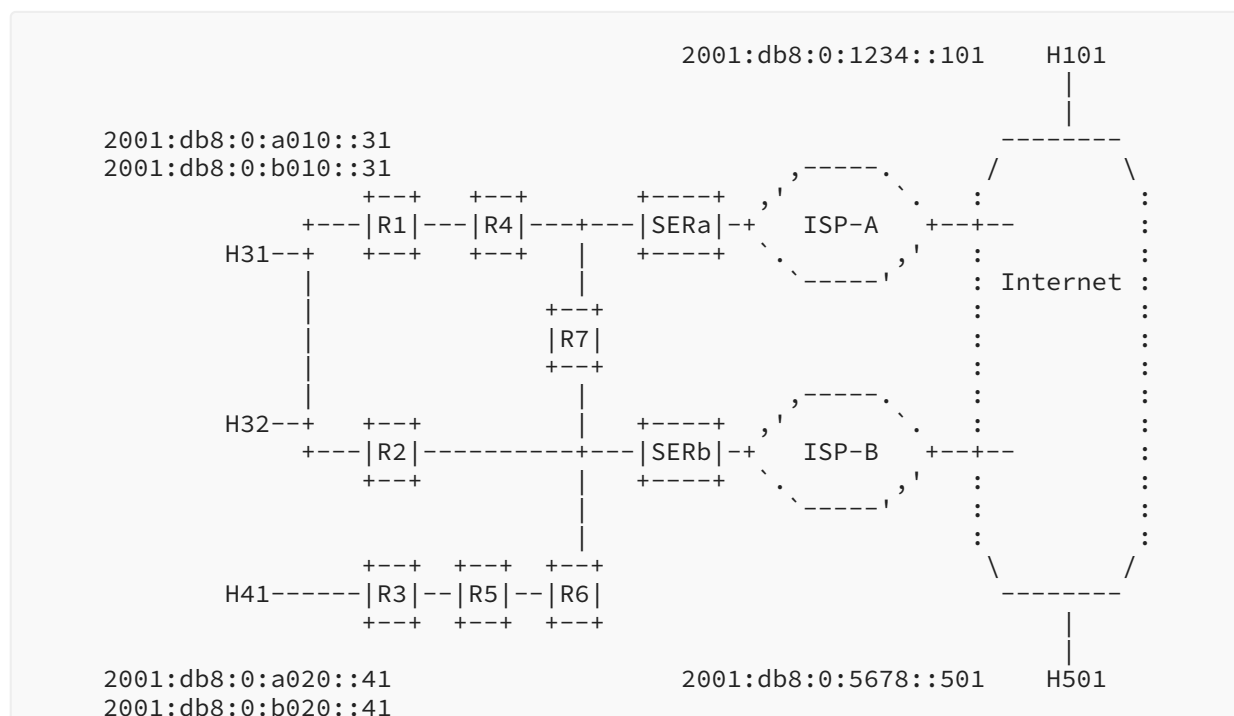 2001:db8:0:1234::101 H101
2001:db8:0:a010::31
2001:db8:0:b010::31
R1 R4 SERa ISP-A
H31
Internet
R7
H32
R2 SERb ISP-B
H41 R3 R5 R6
2001:db8:0:a020::41 2001:db8:0:5678::501 H501
2001:db8:0:b020::41